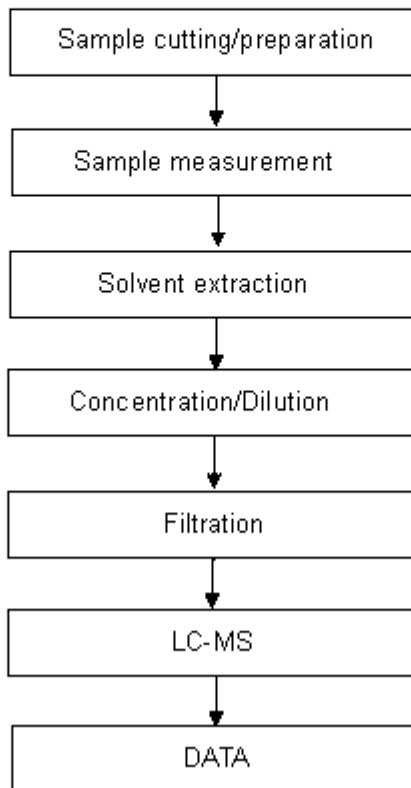 Sample cutting/preparation
Sample measurement
Solvent extraction
Concentration/Dilution
Filtration
LC-MS
DATA